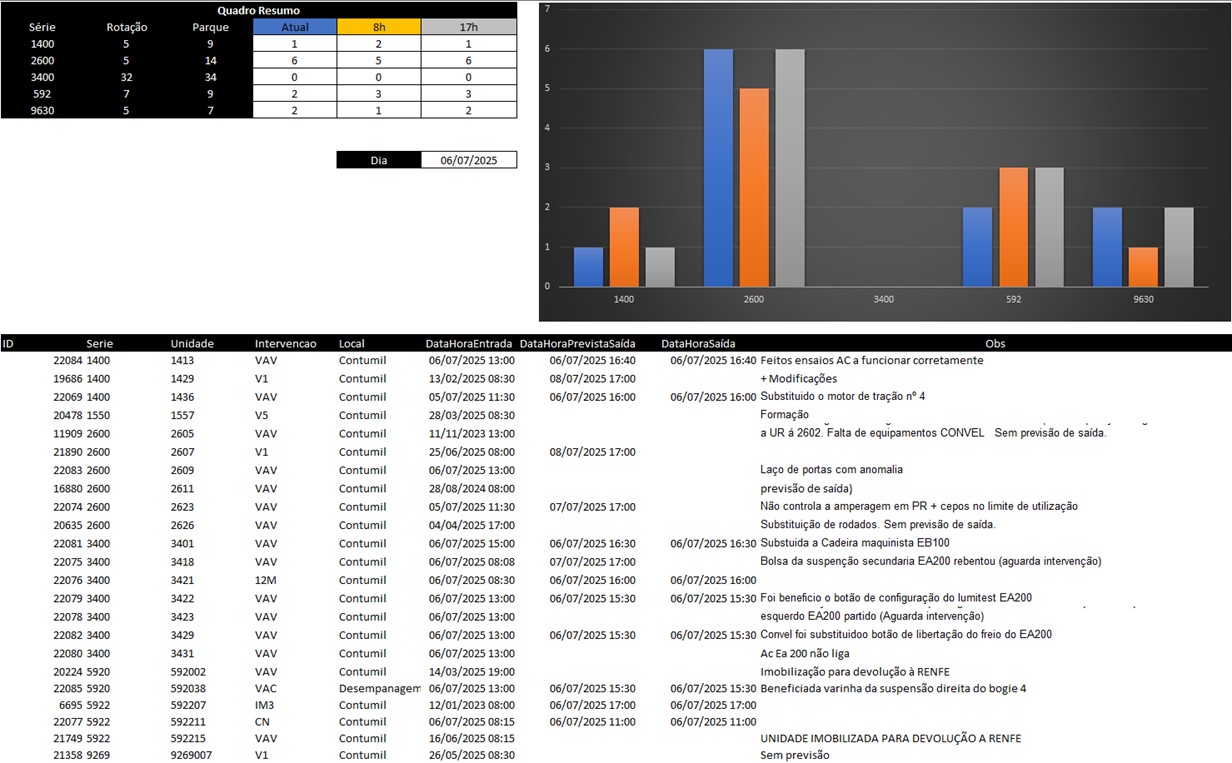 Quadro Resumo
Série Rotação Parque Atual 8h 17h
1400 5 9 1 2 1
2600 5 14 6 5 6
3400 32 34 0 0 0
592 7 9 2 3 3
9630 5 7 2 1 2
Dia 06/07/2025
7
6
5
4
3
2
1
0
1400 2600 3400 592 9630
ID Serie Unidade Intervencao Local DataHoraEntrada DataHoraPrevistaSaída DataHoraSaída Obs
22084 1400 1413 VAV Contumil 06/07/2025 13:00 06/07/2025 16:40 06/07/2025 16:40 Feitos ensaios AC a funcionar corretamente
19686 1400 1429 V1 Contumil 13/02/2025 08:30 08/07/2025 17:00 + Modificações
22069 1400 1436 VAV Contumil 05/07/2025 11:30 06/07/2025 16:00 06/07/2025 16:00 Substituido o motor de tração nº 4
20478 1550 1557 V5 Contumil 28/03/2025 08:30 Formação
11909 2600 2605 VAV Contumil 11/11/2023 13:00 a UR á 2602. Falta de equipamentos CONVEL Sem previsão de saída.
21890 2600 2607 V1 Contumil 25/06/2025 08:00 08/07/2025 17:00
22083 2600 2609 VAV Contumil 06/07/2025 13:00 Laço de portas com anomalia
16880 2600 2611 VAV Contumil 28/08/2024 08:00 previsão de saída)
22074 2600 2623 VAV Contumil 05/07/2025 11:30 07/07/2025 17:00 Não controla a amperagem em PR + cepos no limite de utilização
20635 2600 2626 VAV Contumil 04/04/2025 17:00 Substituição de rodados. Sem previsão de saída.
22081 3400 3401 VAV Contumil 06/07/2025 15:00 06/07/2025 16:30 06/07/2025 16:30 Substuida a Cadeira maquinista EB100
22075 3400 3418 VAV Contumil 06/07/2025 08:08 07/07/2025 17:00 Bolsa da suspenção secundaria EA200 rebentou (aguarda intervenção)
22076 3400 3421 12M Contumil 06/07/2025 08:30 06/07/2025 16:00 06/07/2025 16:00
22079 3400 3422 VAV Contumil 06/07/2025 13:00 06/07/2025 15:30 06/07/2025 15:30 Foi beneficio o botão de configuração do lumitest EA200
22078 3400 3423 VAV Contumil 06/07/2025 13:00 esquerdo EA200 partido (Aguarda intervenção)
22082 3400 3429 VAV Contumil 06/07/2025 13:00 06/07/2025 15:30 06/07/2025 15:30 Convel foi substituidoo botão de libertação do freio do EA200
22080 3400 3431 VAV Contumil 06/07/2025 13:00 Ac Ea 200 não liga
20224 5920 592002 VAV Contumil 14/03/2025 19:00 Imobilização para devolução à RENFE
22085 5920 592038 VAC Desempanagem 06/07/2025 13:00 06/07/2025 15:30 06/07/2025 15:30 Beneficiada varinha da suspensão direita do bogie 4
6695 5922 592206 IM3 Contumil 12/01/2023 08:00 06/07/2025 17:00 06/07/2025 17:00
22077 5922 592211 CN Contumil 06/07/2025 08:15 06/07/2025 11:00 06/07/2025 11:00
21749 5922 592215 VAV Contumil 16/06/2025 08:15 UNIDADE IMOBILIZADA PARA DEVOLUÇÃO A RENFE
21358 9269 9269007 V1 Contumil 26/05/2025 08:30 Sem previsão